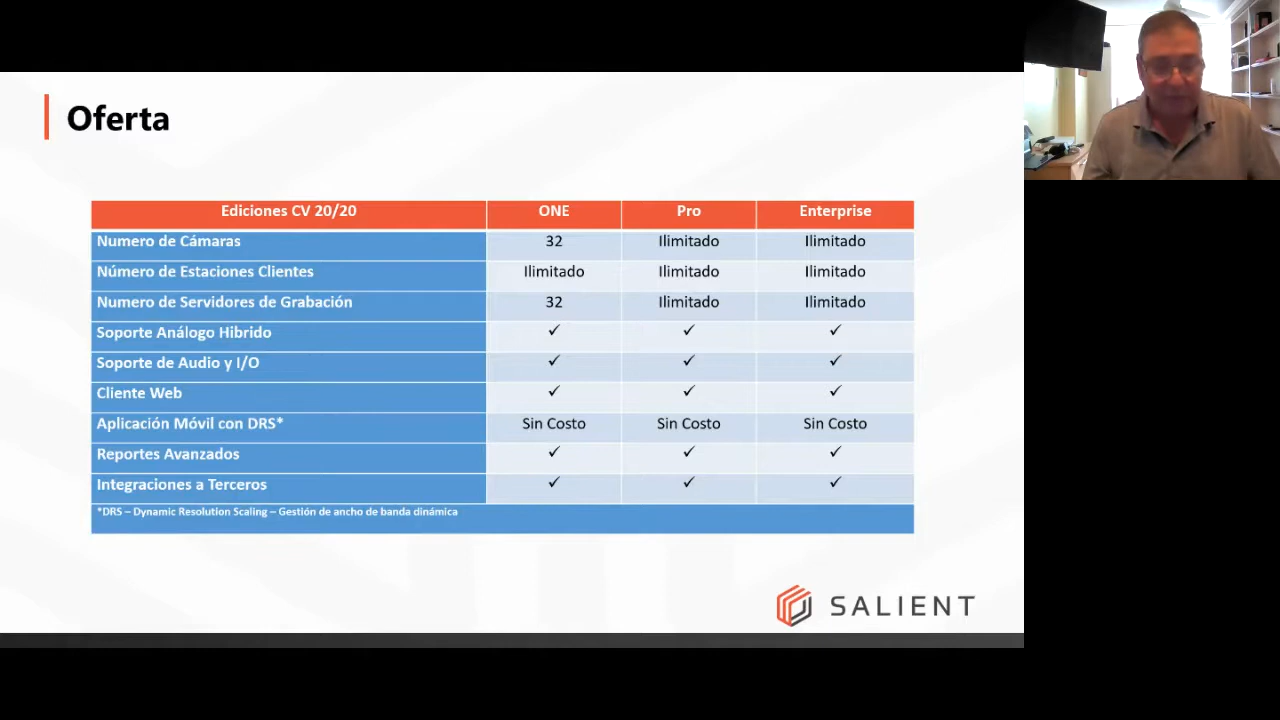 Oferta
Ediciones CV 20/20 ONE Pro Enterprise
Numero de Cámaras 32 Ilimitado Ilimitado
Número de Estaciones Clientes Ilimitado Ilimitado Ilimitado
Numero de Servidores de Grabación 32 Ilimitado Ilimitado
Soporte Análogo Hibrido ✓ ✓ ✓
Soporte de Audio y I/O ✓ ✓ ✓
Cliente Web ✓ ✓ ✓
Aplicación Móvil con DRS* Sin Costo Sin Costo Sin Costo
Reportes Avanzados ✓ ✓ ✓
Integraciones a Terceros ✓ ✓ ✓
*DRS – Dynamic Resolution Scaling – Gestión de ancho de banda dinámica
SALIENT